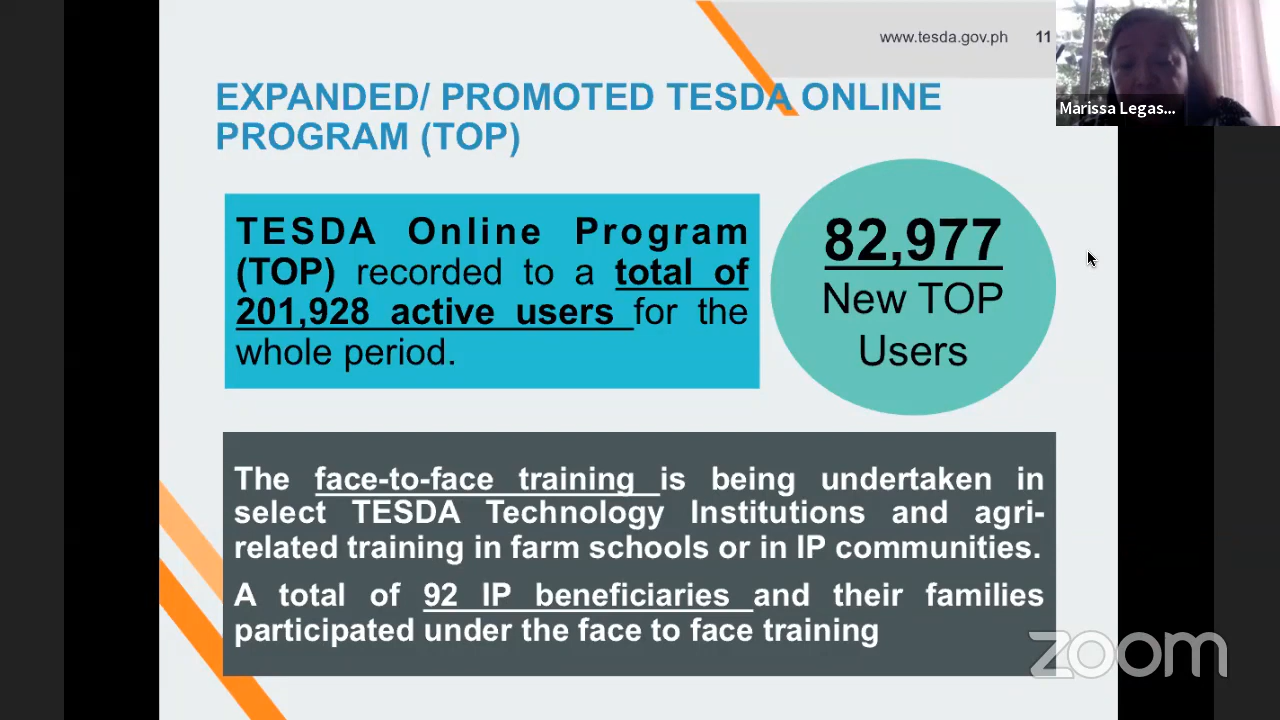 www.tesda.gov.ph 11
EXPANDED/ PROMOTED TESDA ONLINE
PROGRAM (TOP)
Marissa Legas...
TESDA Online Program
(TOP) recorded to a total of
201,928 active users for the
whole period.
82,977
New TOP
Users
The face-to-face training is being undertaken in
select TESDA Technology Institutions and agri-
related training in farm schools or in IP communities.
A total of 92 IP beneficiaries and their families
participated under the face to face training
zoom